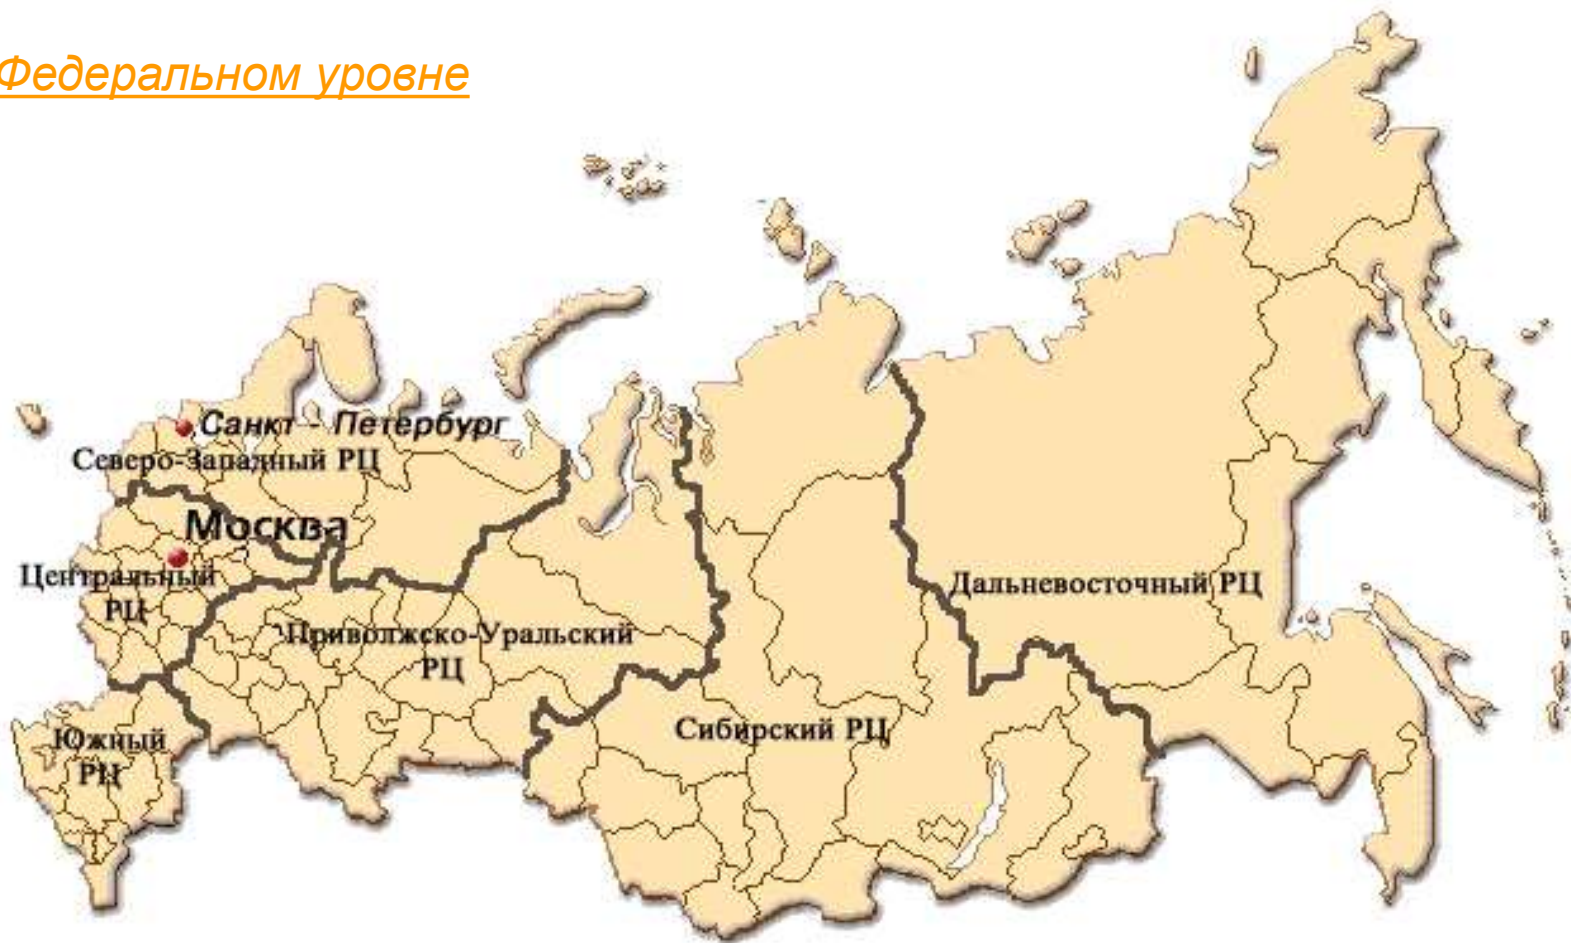 Федеральном уровне
Санкт - Петербург
Северо-Западный РЦ
Москва
Центральный
РЦ
Дальневосточный РЦ
Приволжско-Уральский
РЦ
Сибирский РЦ
Южный
РЦ